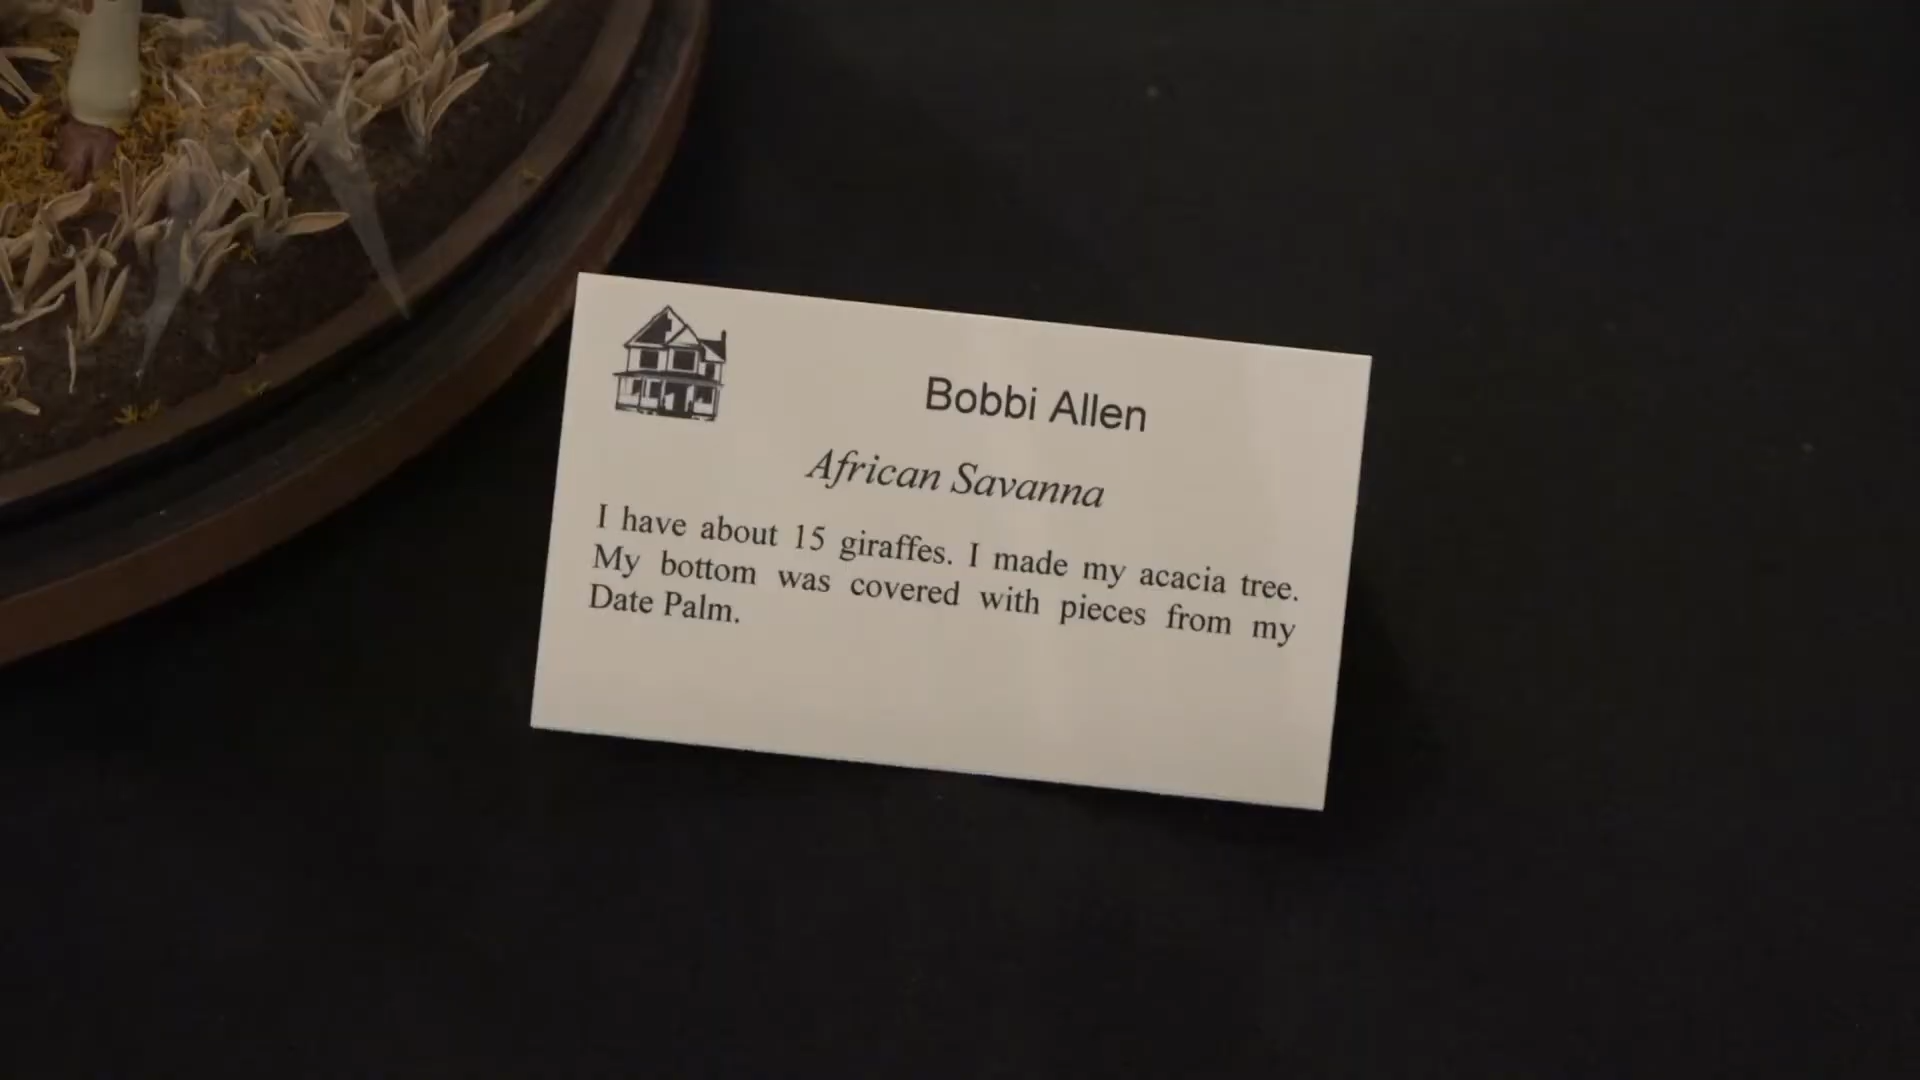 Bobbi Allen
African Savanna
I have about 15 giraffes. I made my acacia tree.
My bottom was covered with pieces from my
Date Palm.